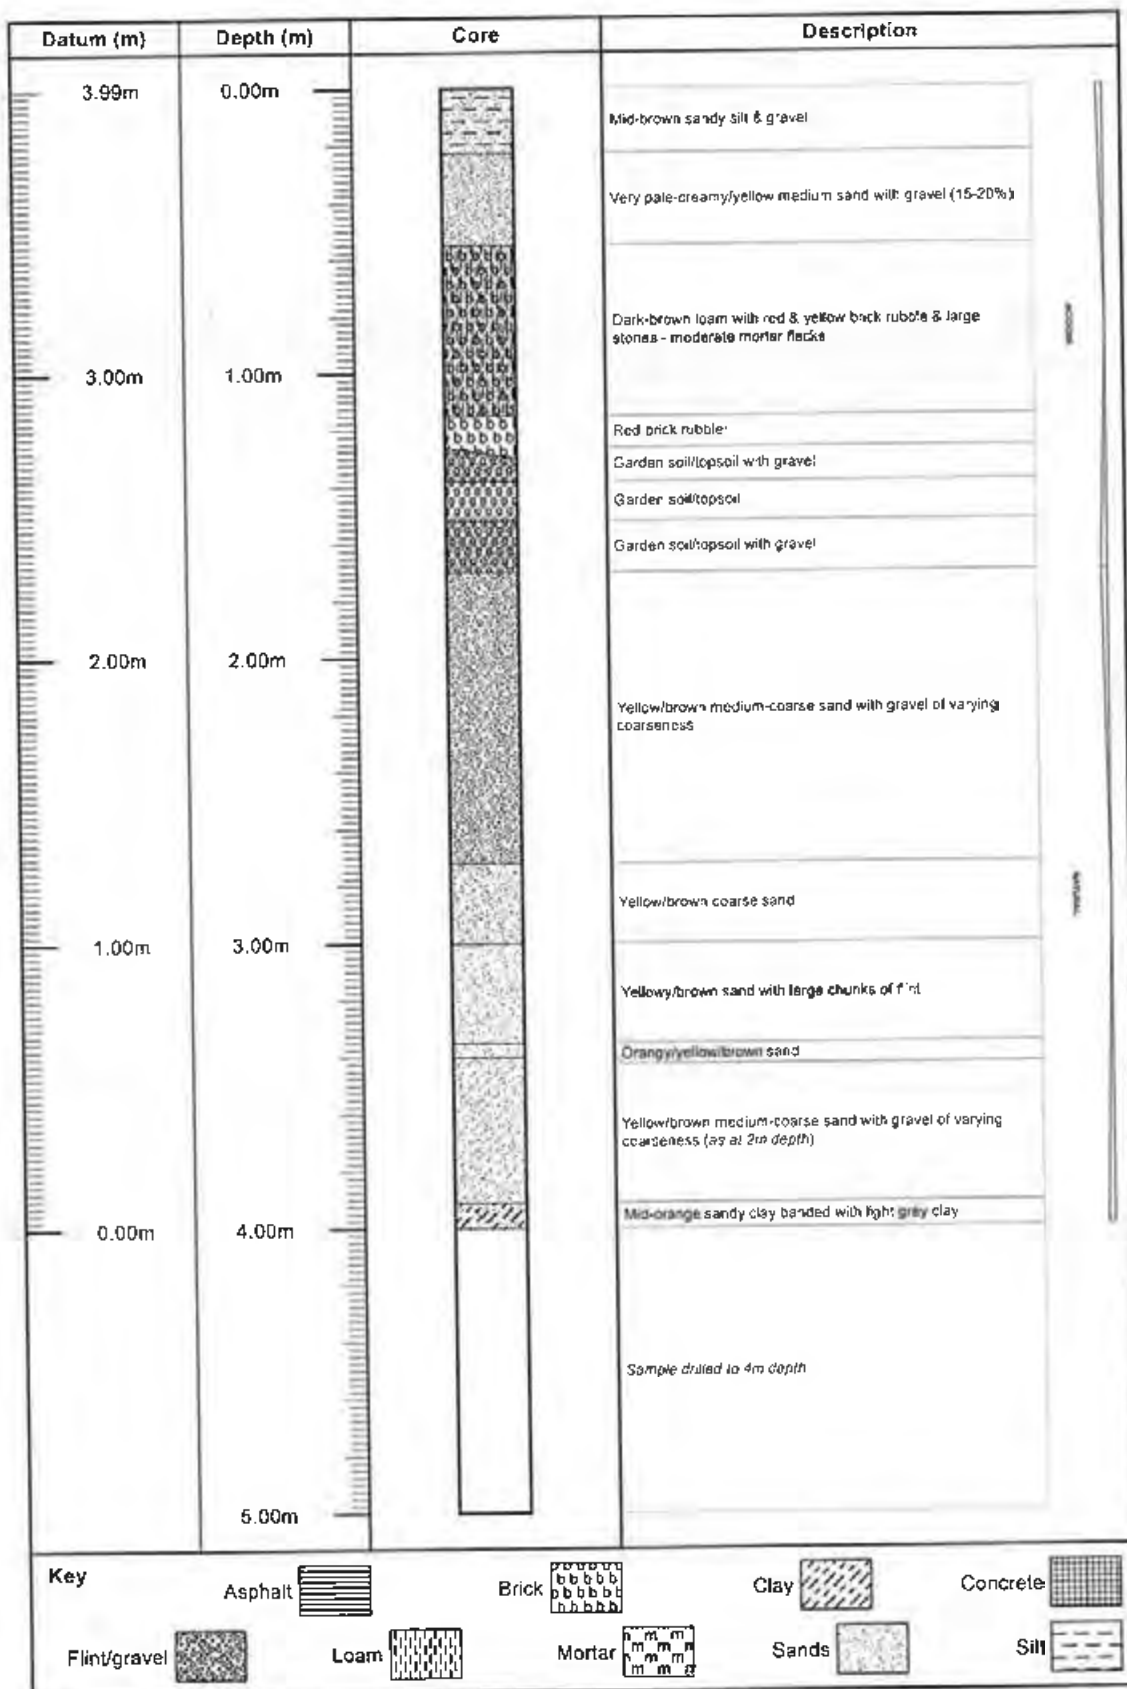 Datum (m) Depth (m) Core Description
3.99m 0.00m
Mid-brown sandy silt & gravel
Very pale-creamy/yellow medium sand with gravel (15-20%)
Dark-brown loam with red & yellow brick rubble & large
stones - moderate mortar flecks
3.00m 1.00m
Red brick rubble
Garden soil/topsoil with gravel
Garden soil/topsoil
Garden soil/topsoil with gravel
2.00m 2.00m
Yellow/brown medium-coarse sand with gravel of varying
coarseness
NATURAL
Yellow/brown coarse sand
1.00m 3.00m
Yellowy/brown sand with large chunks of flint
Orangy/yellow/brown sand
Yellow/brown medium-coarse sand with gravel of varying
coarseness (as at 2m depth)
Mid-orange sandy clay banded with light grey clay
0.00m 4.00m
Sample drilled to 4m depth
5.00m
Key
Asphalt Brick Clay Concrete
Flint/gravel Loam Mortar Sands Silt